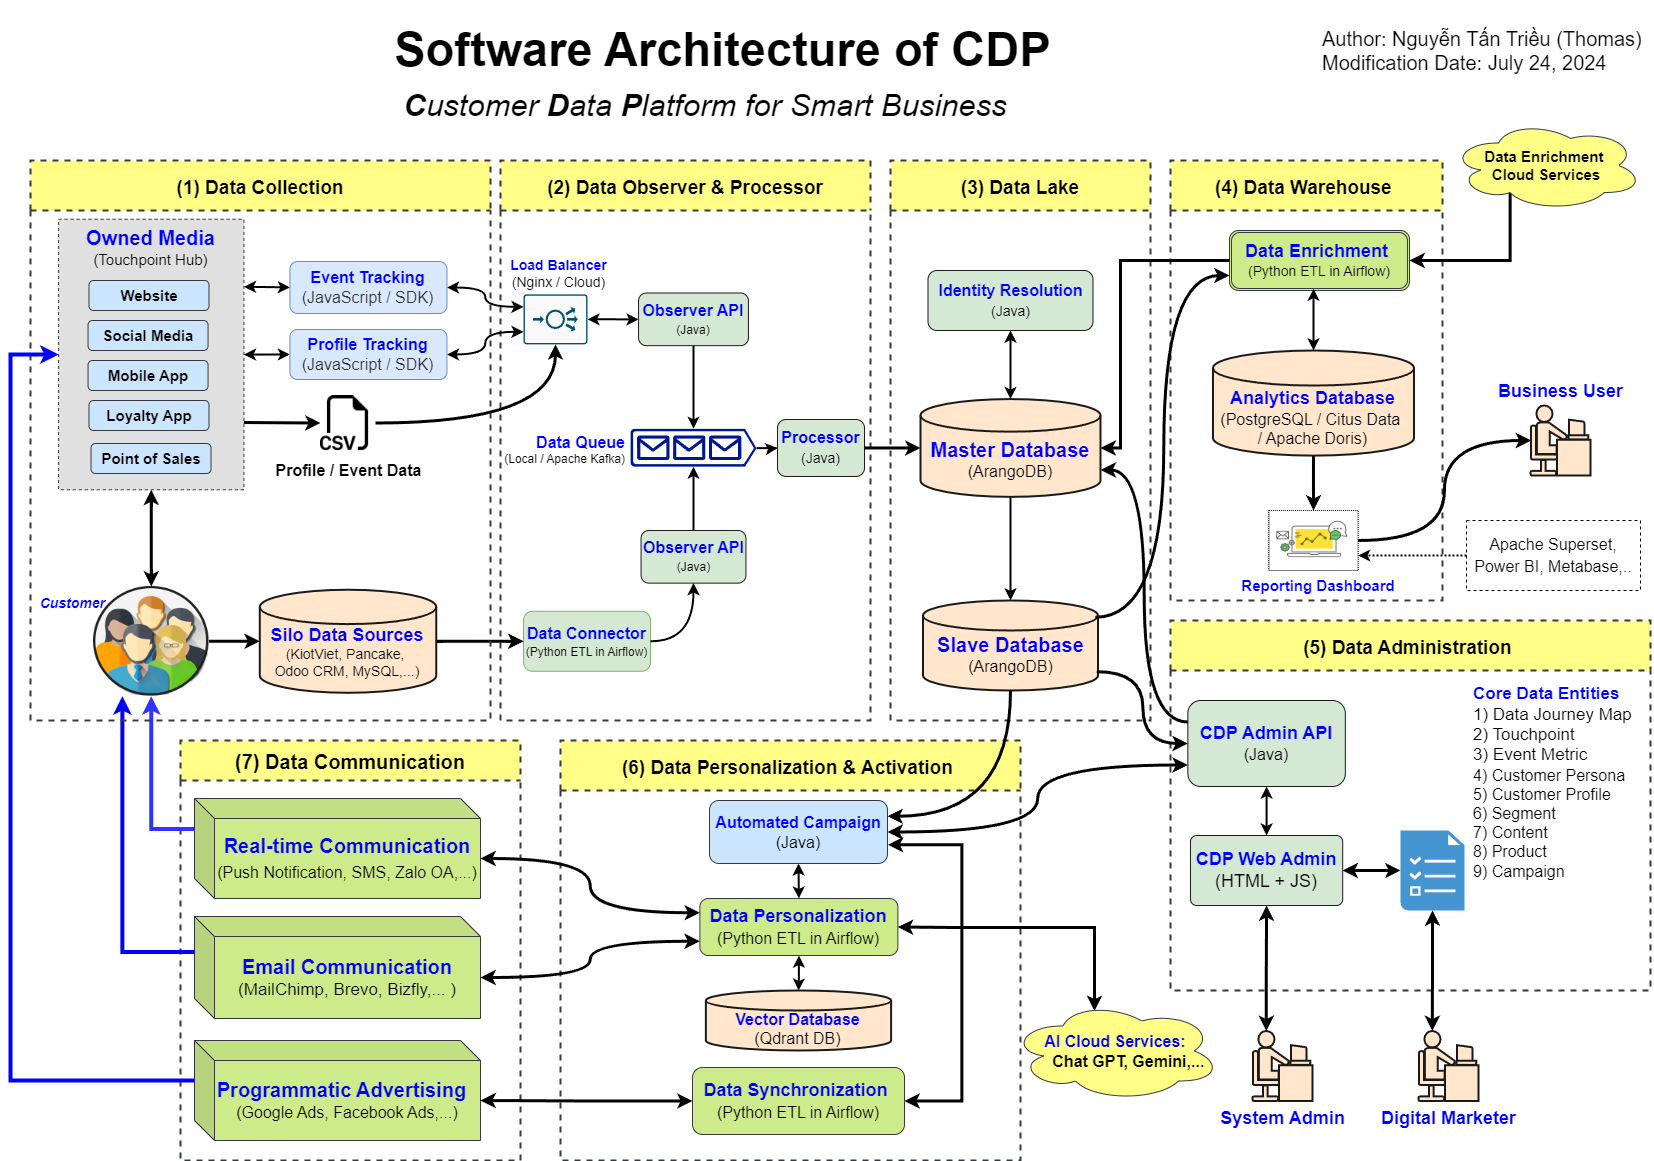 Software Architecture of CDP
Customer Data Platform for Smart Business
Author: Nguyễn Tấn Triều (Thomas)
Modification Date: July 24, 2024
(1) Data Collection
Owned Media
(Touchpoint Hub)
Website
Social Media
Mobile App
Loyalty App
Point of Sales
Event Tracking
(JavaScript / SDK)
Profile Tracking
(JavaScript / SDK)
CSV
Profile / Event Data
Customer
Silo Data Sources
(KiotViet, Pancake,
Odoo CRM, MySQL,...)
(2) Data Observer & Processor
Load Balancer
(Nginx / Cloud)
Observer API
(Java)
Data Queue
(Local / Apache Kafka)
Processor
(Java)
Observer API
(Java)
Data Connector
(Python ETL in Airflow)
(3) Data Lake
Identity Resolution
(Java)
Master Database
(ArangoDB)
Slave Database
(ArangoDB)
(4) Data Warehouse
Data Enrichment
Cloud Services
Data Enrichment
(Python ETL in Airflow)
Analytics Database
(PostgreSQL / Citus Data
/ Apache Doris)
Reporting Dashboard
Business User
Apache Superset,
Power BI, Metabase,..
(5) Data Administration
CDP Admin API
(Java)
CDP Web Admin
(HTML + JS)
Core Data Entities
1) Data Journey Map
2) Touchpoint
3) Event Metric
4) Customer Persona
5) Customer Profile
6) Segment
7) Content
8) Product
9) Campaign
System Admin
Digital Marketer
(6) Data Personalization & Activation
Automated Campaign
(Java)
Data Personalization
(Python ETL in Airflow)
Vector Database
(Qdrant DB)
Data Synchronization
(Python ETL in Airflow)
AI Cloud Services:
Chat GPT, Gemini,...
(7) Data Communication
Real-time Communication
(Push Notification, SMS, Zalo OA,...)
Email Communication
(MailChimp, Brevo, Bizfly,... )
Programmatic Advertising
(Google Ads, Facebook Ads,...)